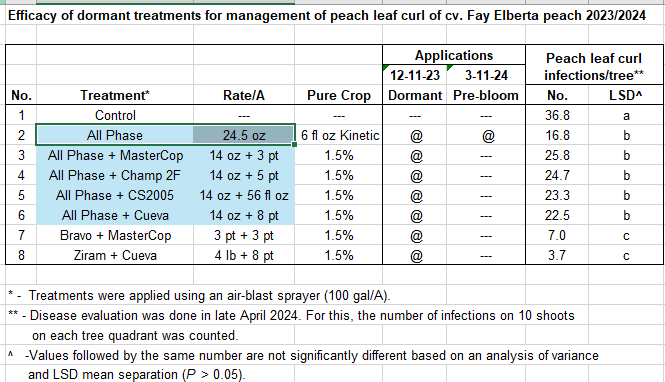 Efficacy of dormant treatments for management of peach leaf curl of cv. Fay Elberta peach 2023/2024
Applications Peach leaf curl
12-11-23 3-11-24 infections/tree**
No. Treatment* Rate/A Pure Crop Dormant Pre-bloom No. LSD^
1 Control --- --- --- --- 36.8 a
2 All Phase 24.5 oz 6 fl oz Kinetic @ @ 16.8 b
3 All Phase + MasterCop 14 oz + 3 pt 1.5% @ --- 25.8 b
4 All Phase + Champ 2F 14 oz + 5 pt 1.5% @ --- 24.7 b
5 All Phase + CS2005 14 oz + 56 fl oz 1.5% @ --- 23.3 b
6 All Phase + Cueva 14 oz + 8 pt 1.5% @ --- 22.5 b
7 Bravo + MasterCop 3 pt + 3 pt 1.5% @ --- 7.0 c
8 Ziram + Cueva 4 lb + 8 pt 1.5% @ --- 3.7 c
* - Treatments were applied using an air-blast sprayer (100 gal/A).
** - Disease evaluation was done in late April 2024. For this, the number of infections on 10 shoots
on each tree quadrant was counted.
^ -Values followed by the same number are not significantly different based on an analysis of variance
and LSD mean separation (P > 0.05).